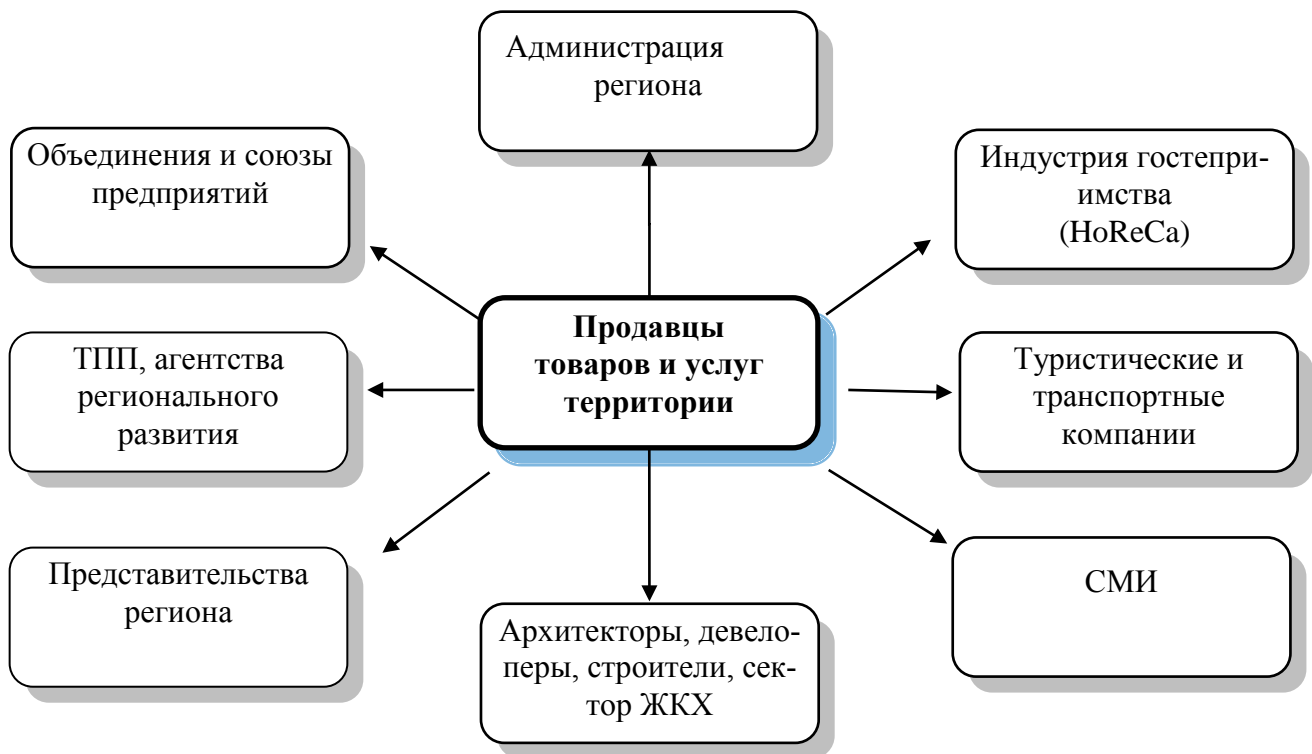 Администрация
региона
Объединения и союзы
предприятий
Индустрия гостепри-
имства
(HoReCa)
Продавцы
товаров и услуг
территории
ТПП, агентства
регионального
развития
Туристические и
транспортные
компании
Представительства
региона
СМИ
Архитекторы, девело-
перы, строители, сек-
тор ЖКХ